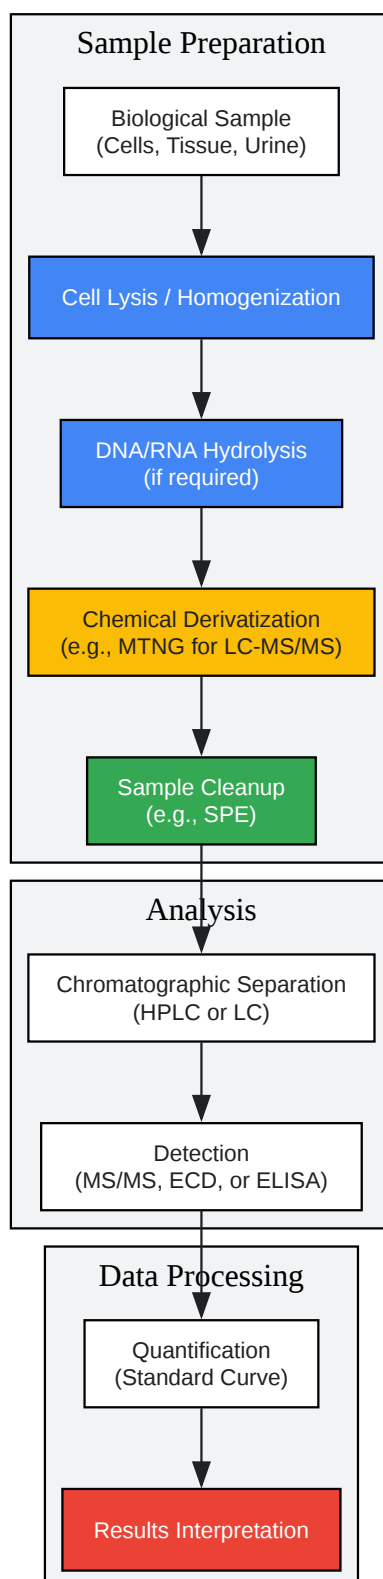 Sample Preparation
Biological Sample
(Cells, Tissue, Urine)
Cell Lysis / Homogenization
DNA/RNA Hydrolysis
(if required)
Chemical Derivatization
(e.g., MTNG for LC-MS/MS)
Sample Cleanup
(e.g., SPE)
Analysis
Chromatographic Separation
(HPLC or LC)
Detection
(MS/MS, ECD, or ELISA)
Data Processing
Quantification
(Standard Curve)
Results Interpretation